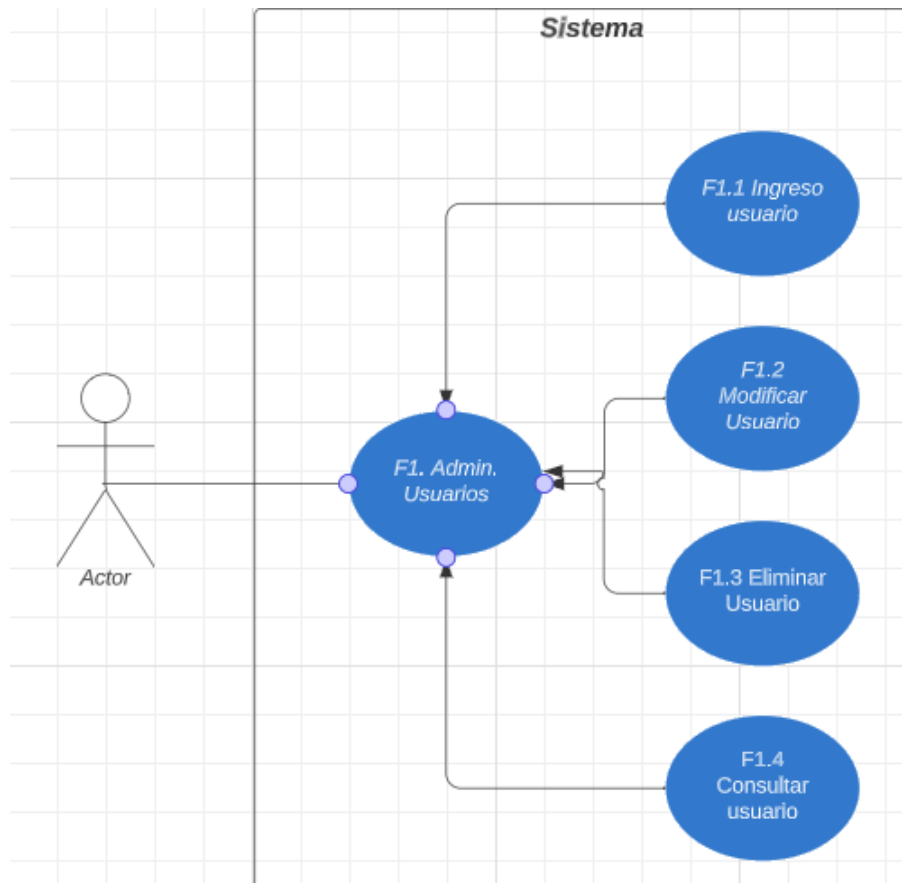 Sistema
F1.1 Ingreso
usuario
F1.2
Modificar
Usuario
F1. Admin.
Usuarios
Actor
F1.3 Eliminar
Usuario
F1.4
Consultar
usuario